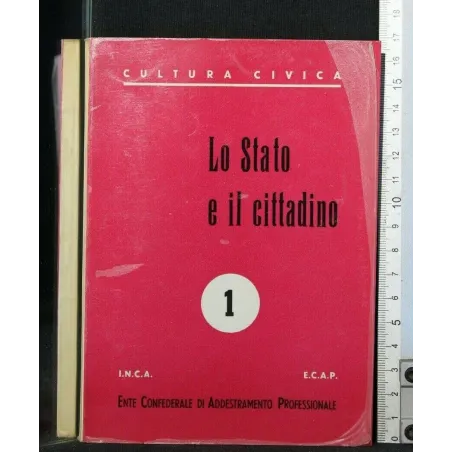 CULTURA CIVICA
Lo Stato
e il cittadino
1
I.N.C.A. E.C.A.P.
ENTE CONFEDERALE DI ADDESTRAMENTO PROFESSIONALE